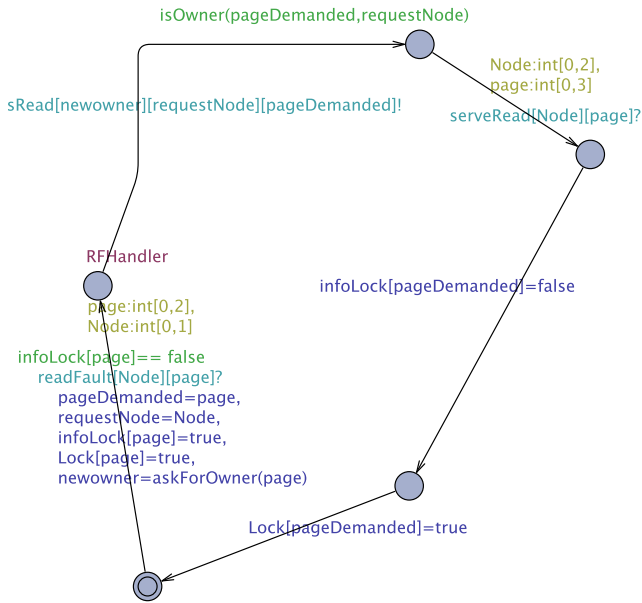 isOwner(pageDemanded,requestNode)
Node:int[0,2],
page:int[0,3]
sRead[newowner][requestNode][pageDemanded]!
serveRead[Node][page]?
RFHandler
infoLock[pageDemanded]=false
page:int[0,2],
Node:int[0,1]
infoLock[page]== false
readFault[Node][page]?
pageDemanded=page,
requestNode=Node,
infoLock[page]=true,
Lock[page]=true,
newowner=askForOwner(page)
Lock[pageDemanded]=true